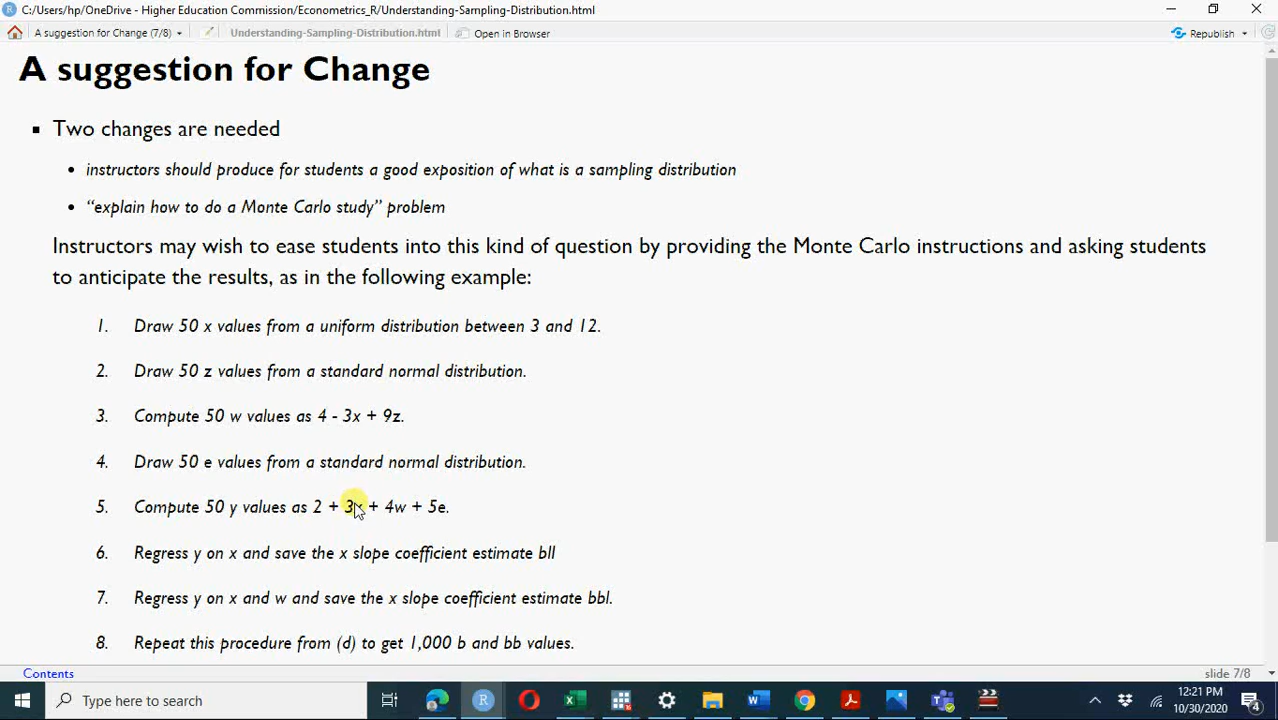 C:/Users/hp/OneDrive - Higher Education Commission/Econometrics_R/Understanding-Sampling-Distribution.html
A suggestion for Change (7/8) Understanding-Sampling-Distribution.html Open in Browser Republish
A suggestion for Change
Two changes are needed
instructors should produce for students a good exposition of what is a sampling distribution
“explain how to do a Monte Carlo study” problem
Instructors may wish to ease students into this kind of question by providing the Monte Carlo instructions and asking students
to anticipate the results, as in the following example:
1. Draw 50 x values from a uniform distribution between 3 and 12.
2. Draw 50 z values from a standard normal distribution.
3. Compute 50 w values as 4 - 3x + 9z.
4. Draw 50 e values from a standard normal distribution.
5. Compute 50 y values as 2 + 3x + 4w + 5e.
6. Regress y on x and save the x slope coefficient estimate bll
7. Regress y on x and w and save the x slope coefficient estimate bbl.
8. Repeat this procedure from (d) to get 1,000 b and bb values.
Contents slide 7/8
Type here to search
12:21 PM
10/30/2020
4